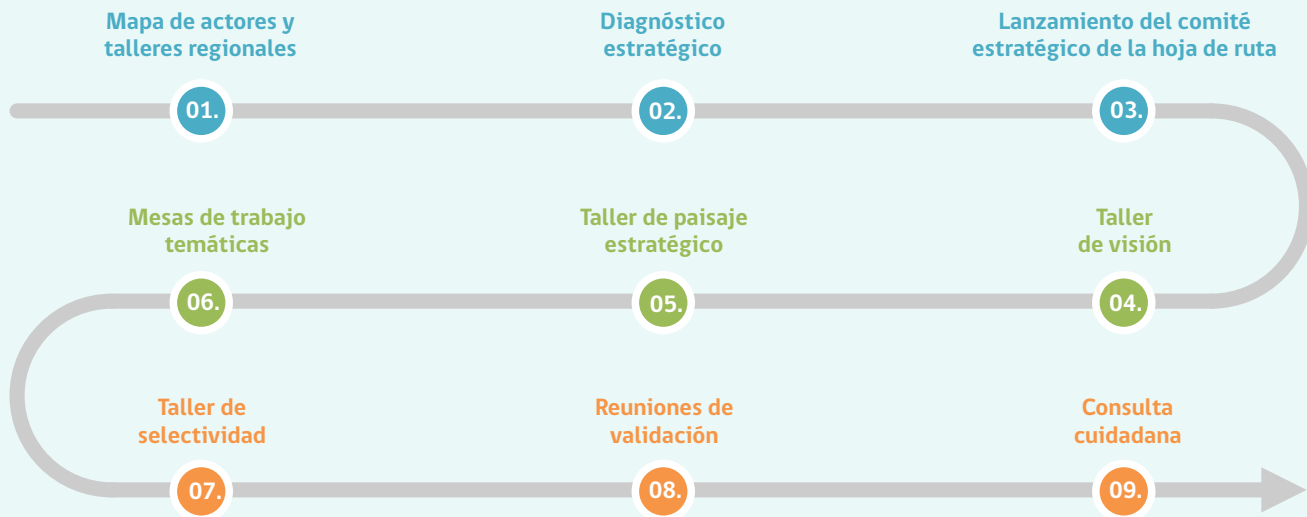 Mapa de actores y
talleres regionales
01.
Diagnóstico
estratégico
02.
Lanzamiento del comité
estratégico de la hoja de ruta
03.
Taller
de visión
04.
Taller de paisaje
estratégico
05.
Mesas de trabajo
temáticas
06.
Taller de
selectividad
07.
Reuniones de
validación
08.
Consulta
cuidadana
09.